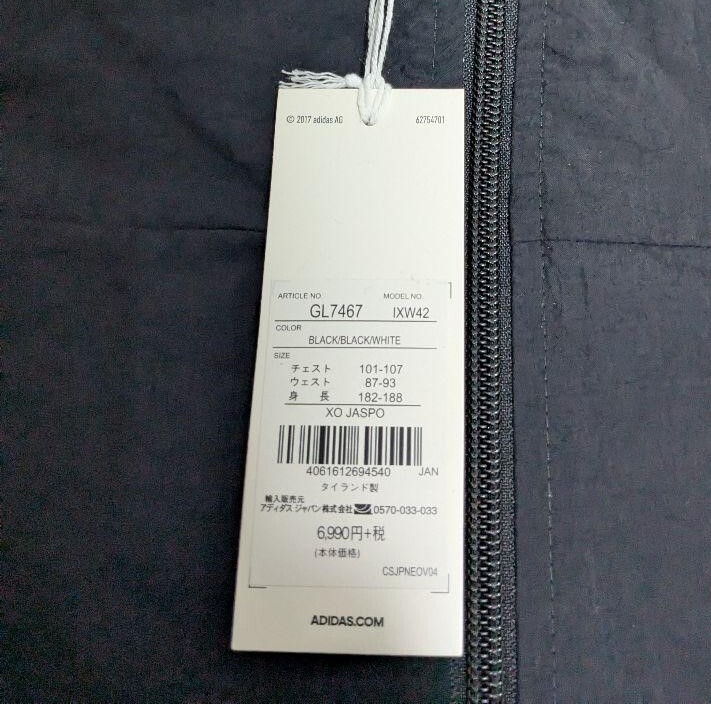 © 2017 adidas AG 62754701
ARTICLE NO. MODEL NO.
GL7467 IXW42
COLOR
BLACK/BLACK/WHITE
SIZE
チェスト 101-107
ウェスト 87-93
身 長 182-188
XO JASPO
4061612694540 JAN
タイランド製
輸入販売元
アディダス ジャパン株式会社 0570-033-033
6,990円+税
(本体価格)
CSJPNEOV04
ADIDAS.COM